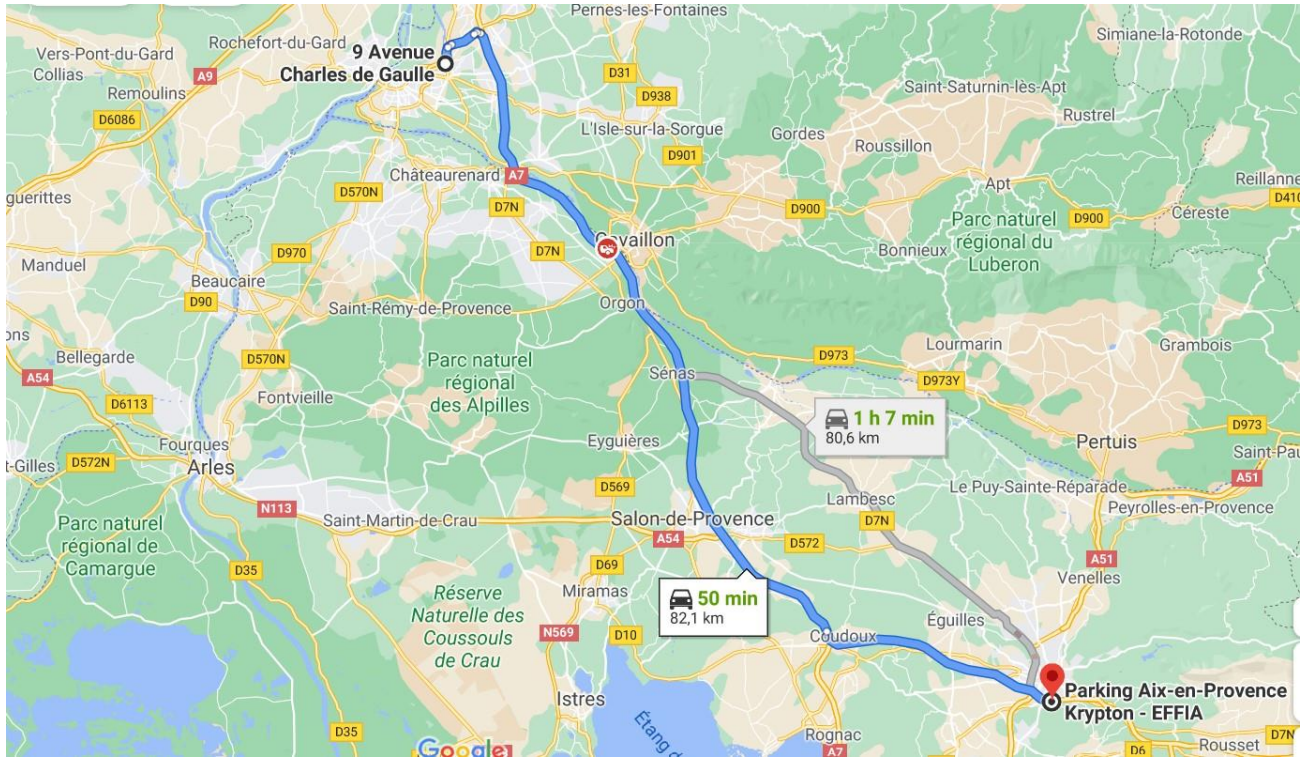 Pernes-les-Fontaines
Simiane-la-Rotonde
Rochefort-du-Gard
9 Avenue
Charles de Gaulle
Vers-Pont-du-Gard
Collias
A9
Remoulins
D31
D938
Saint-Saturnin-lès-Apt
Rustrel
D6086
L'Isle-sur-la-Sorgue
Gordes
Roussillon
D901
Châteaurenard
A7
D570N
D7N
Apt
Reillanne
D410
guerittes
D900
D900
Céreste
Parc naturel
régional du
Luberon
Cavaillon
D7N
Bonnieux
D970
Manduel
Beaucaire
D90
Saint-Rémy-de-Provence
Orgon
ons
Bellegarde
D570N
Parc naturel
régional
des Alpilles
Lourmarin
Grambois
D973
D973Y
Sénas
A54
D6113
Fontvieille
1 h 7 min
80,6 km
Fourques
Arles
Eyguières
Pertuis
D973
Saint-Pau
t-Gilles
D572N
A51
D569
Le Puy-Sainte-Réparade
Peyrolles-en-Provence
Lambesc
D7N
N113
Saint-Martin-de-Crau
Salon-de-Provence
A54
D572
Parc naturel
régional de
Camargue
D35
D69
A51
Venelles
Réserve
Naturelle des
Coussouls
de Crau
Miramas
50 min
82,1 km
N569
D10
Coudoux
Éguilles
Istres
Parking Aix-en-Provence
Krypton - EFFIA
Étang d
D35
Rognac
A7
D6
Rousset
D7N
Google